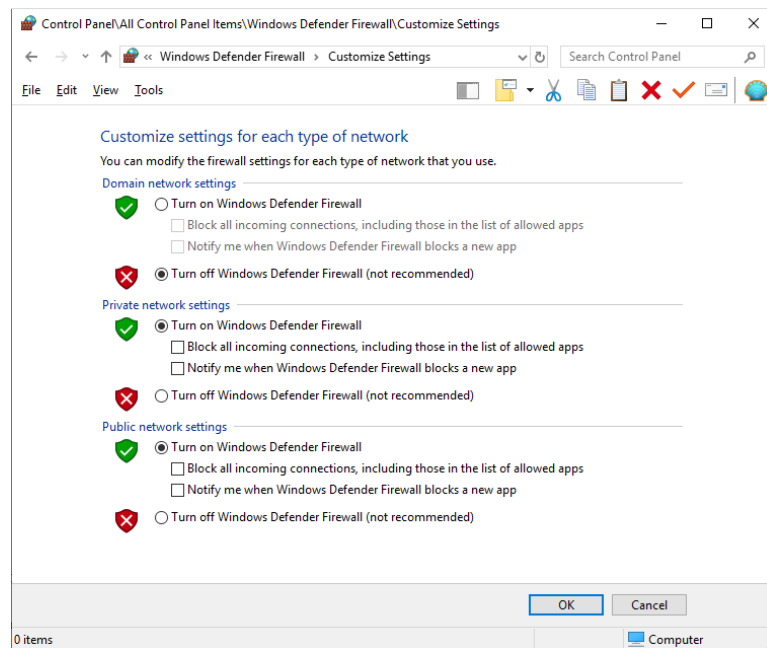 Control Panel\All Control Panel Items\Windows Defender Firewall\Customize Settings
« Windows Defender Firewall › Customize Settings Search Control Panel
File Edit View Tools
Customize settings for each type of network
You can modify the firewall settings for each type of network that you use.
Domain network settings
Turn on Windows Defender Firewall
Block all incoming connections, including those in the list of allowed apps
Notify me when Windows Defender Firewall blocks a new app
Turn off Windows Defender Firewall (not recommended)
Private network settings
Turn on Windows Defender Firewall
Block all incoming connections, including those in the list of allowed apps
Notify me when Windows Defender Firewall blocks a new app
Turn off Windows Defender Firewall (not recommended)
Public network settings
Turn on Windows Defender Firewall
Block all incoming connections, including those in the list of allowed apps
Notify me when Windows Defender Firewall blocks a new app
Turn off Windows Defender Firewall (not recommended)
OK Cancel
0 items Computer